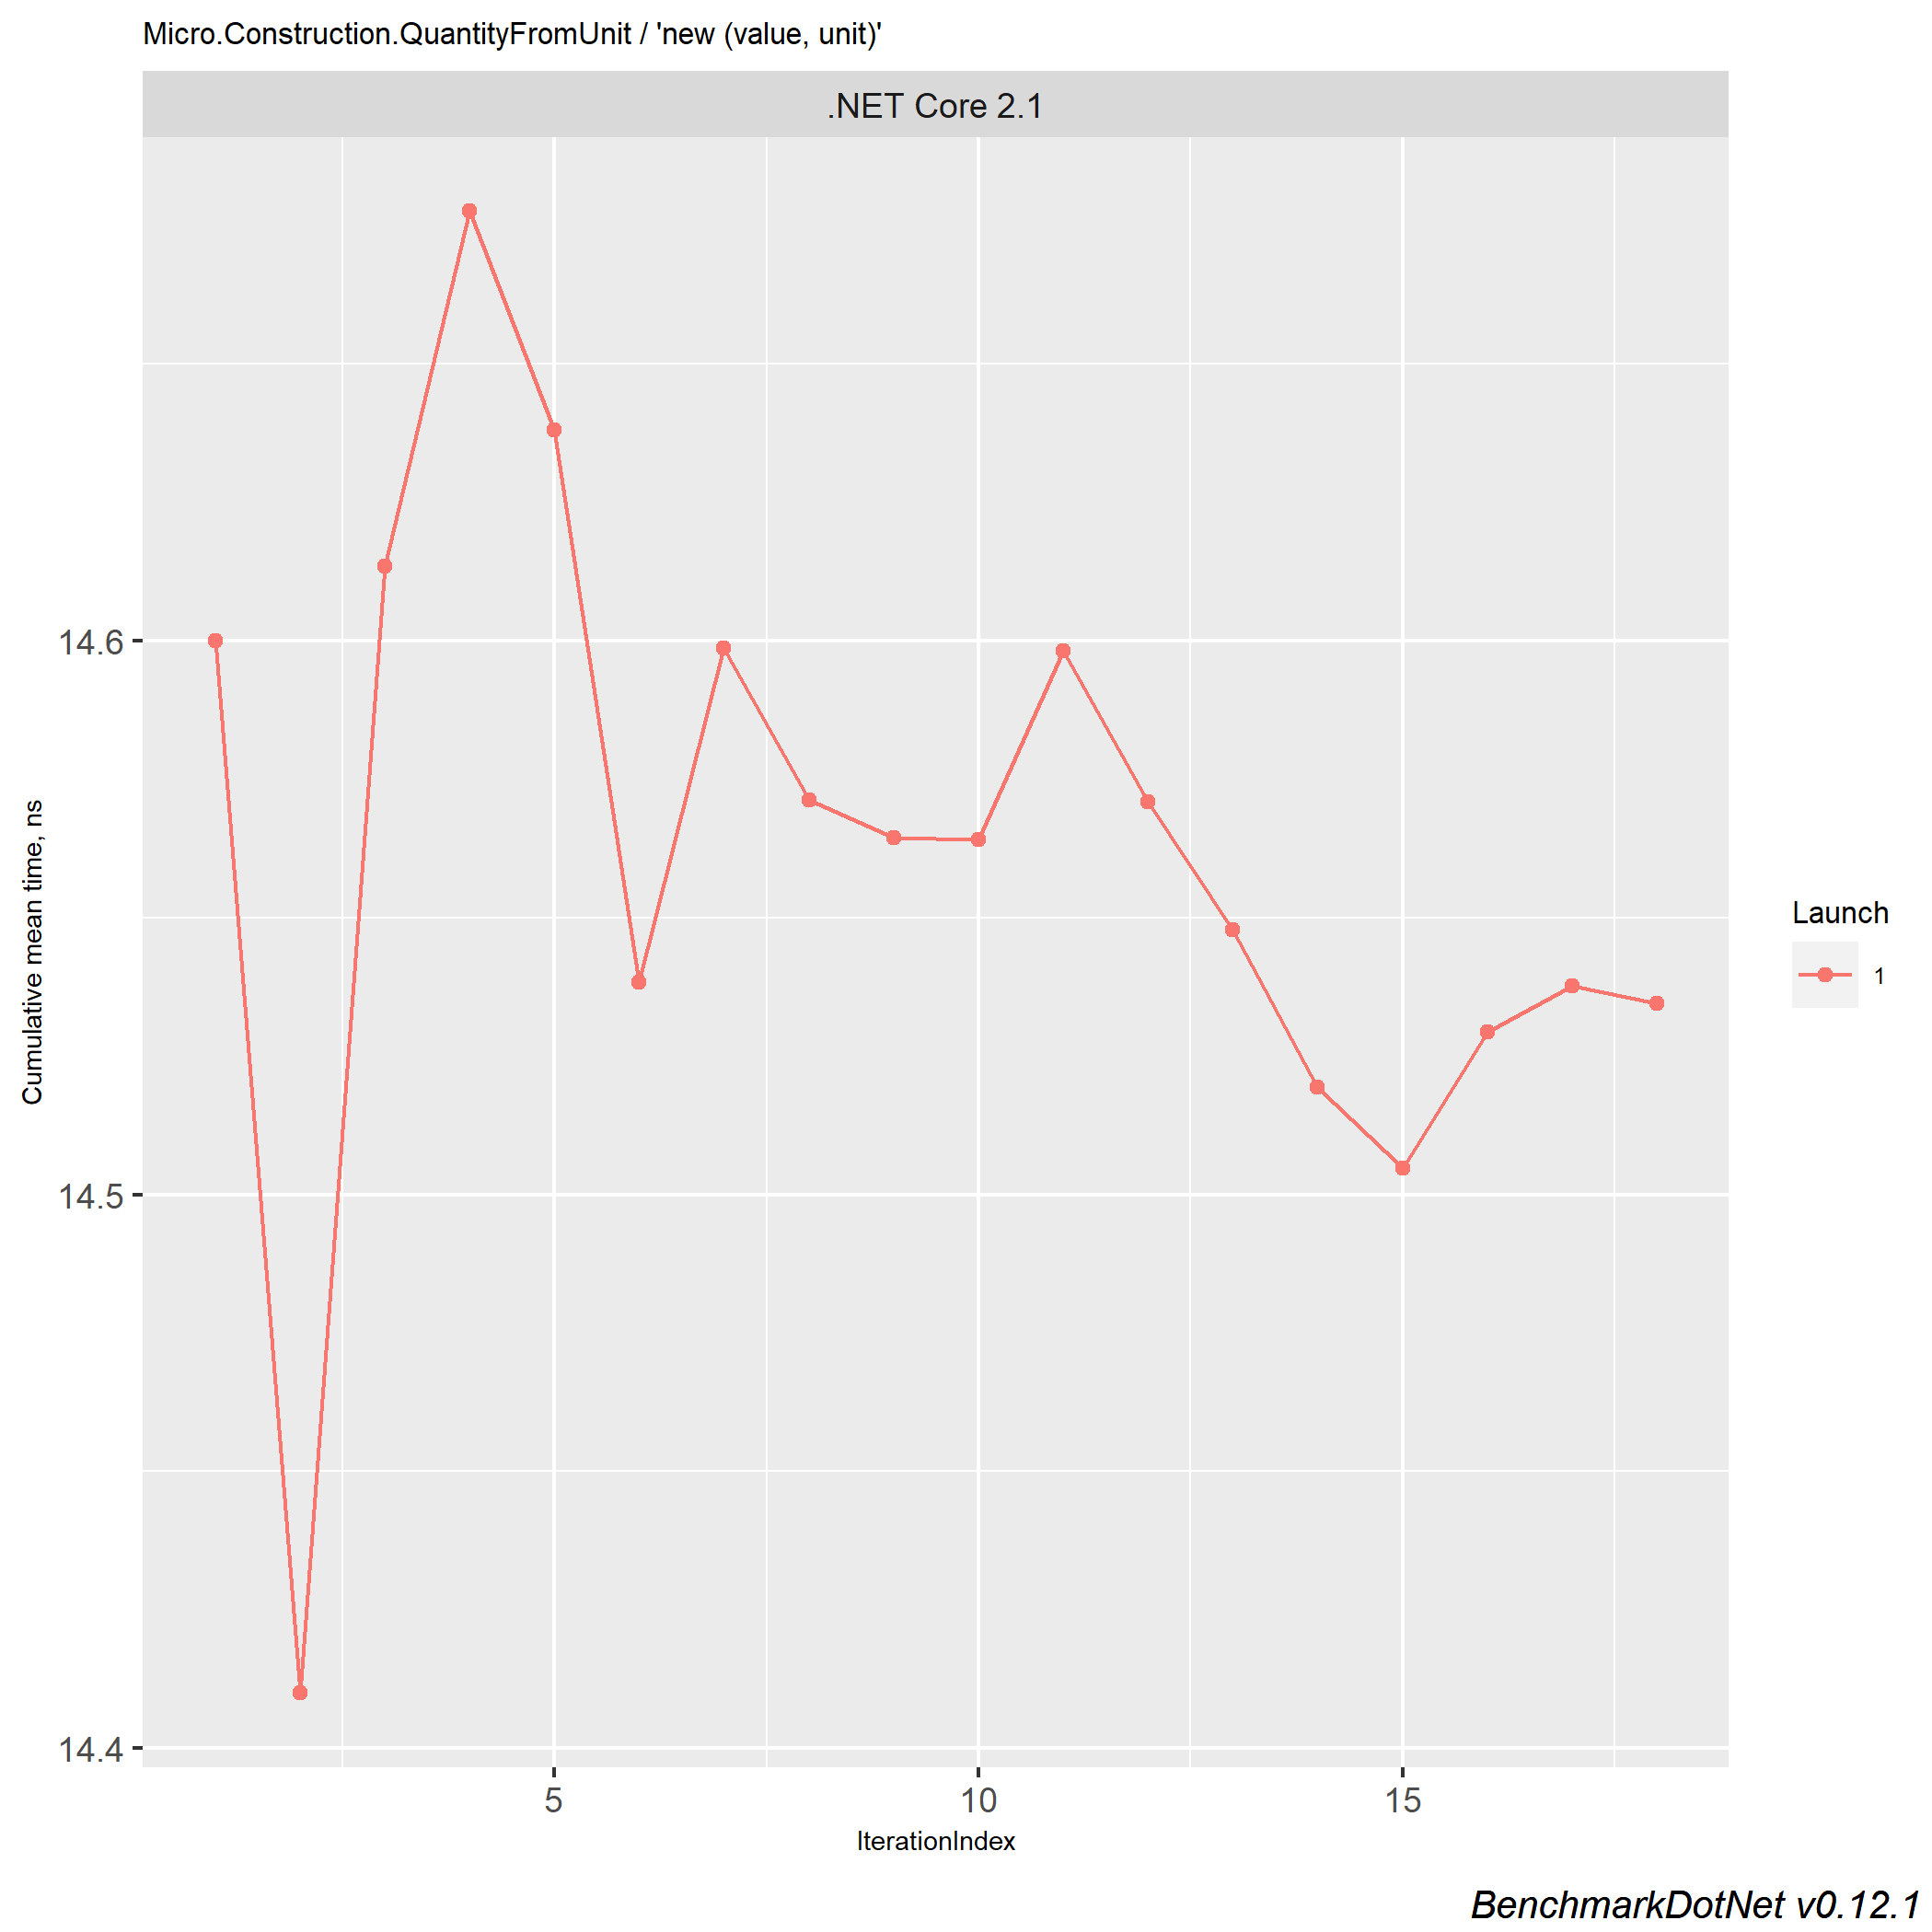 Micro.Construction.QuantityFromUnit / 'new (value, unit)'
.NET Core 2.1
Cumulative mean time, ns
14.6
14.5
14.4
5 10 15
IterationIndex
Launch
1
BenchmarkDotNet v0.12.1